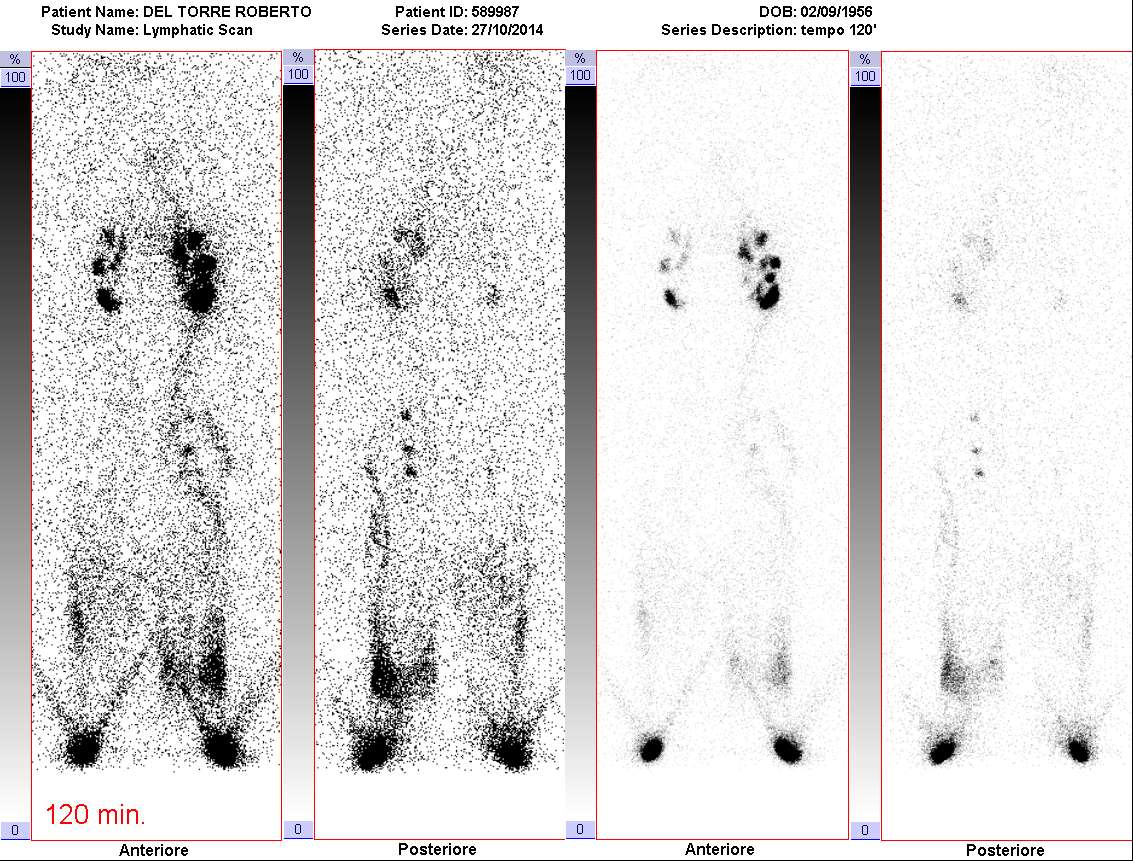 Patient Name: DEL TORRE ROBERTO
Patient ID: 589987
DOB: 02/09/1956
Study Name: Lymphatic Scan
Series Date: 27/10/2014
Series Description: tempo 120'
%
100
%
100
%
100
%
100
120 min.
0
0
0
0
Anteriore
Posteriore
Anteriore
Posteriore